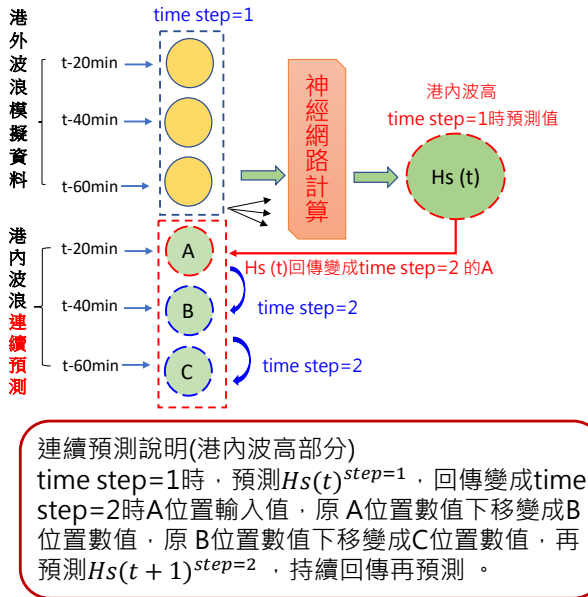 time step=1
港外波浪模擬資料
t-20min
t-40min
t-60min
神經網路計算
港內波高
time step=1時預測值
Hs (t)
港內波浪連續預測
t-20min
A
Hs (t)回傳變成time step=2 的A
t-40min
B
time step=2
t-60min
C
time step=2
連續預測說明(港內波高部分)
time step=1時，預測Hs(t)^{step=1}，回傳變成time
step=2時A位置輸入值，原 A位置數值下移變成B
位置數值，原 B位置數值下移變成C位置數值，再
預測Hs(t + 1)^{step=2} ，持續回傳再預測 。